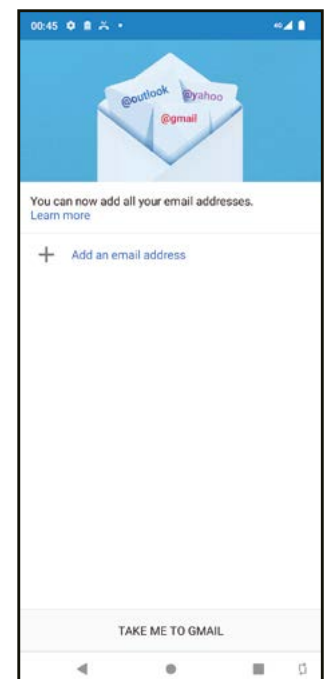 00:45 4G
@outlook @yahoo
@gmail
You can now add all your email addresses.
Learn more
Add an email address
TAKE ME TO GMAIL